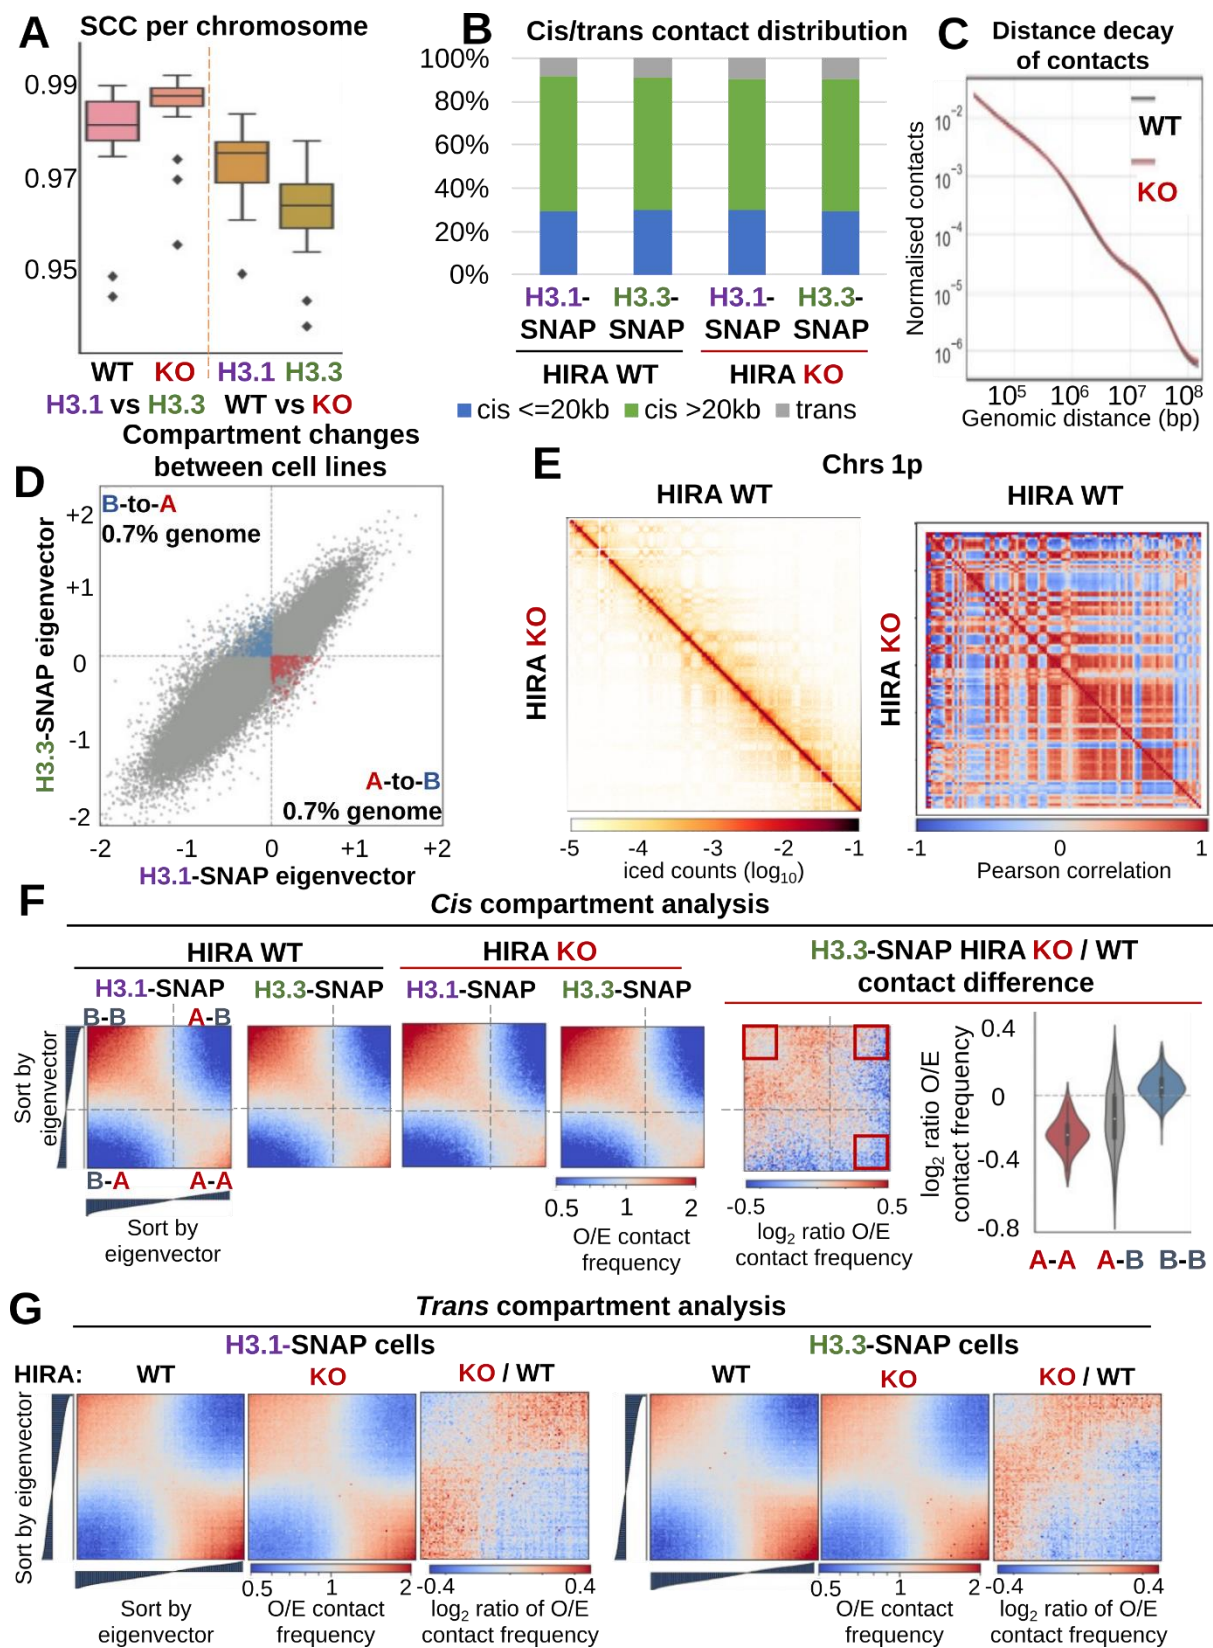 A
SCC per chromosome
0.99
0.97
0.95
WT KO H3.1 H3.3
H3.1 vs H3.3 WT vs KO
B
Cis/trans contact distribution
100%
80%
60%
40%
20%
0%
H3.1-SNAP H3.3-SNAP H3.1-SNAP H3.3-SNAP
HIRA WT HIRA KO
cis <=20kb cis >20kb trans
C
Distance decay
of contacts
Normalised contacts
10⁻²
10⁻³
10⁻⁴
10⁻⁵
10⁻⁶
WT
KO
10⁵ 10⁶ 10⁷ 10⁸
Genomic distance (bp)
D
Compartment changes
between cell lines
H3.3-SNAP eigenvector
+2
+1
0
-1
-2
B-to-A
0.7% genome
A-to-B
0.7% genome
-2 -1 0 +1 +2
H3.1-SNAP eigenvector
E
Chrs 1p
HIRA WT
HIRA KO
-5 -4 -3 -2 -1
iced counts (log₁₀)
HIRA WT
HIRA KO
-1 0 1
Pearson correlation
F
Cis compartment analysis
HIRA WT
HIRA KO
H3.1-SNAP H3.3-SNAP H3.1-SNAP H3.3-SNAP
B-B A-B
B-A A-A
Sort by
eigenvector
Sort by
eigenvector
0.5 1 2
O/E contact
frequency
H3.3-SNAP HIRA KO / WT
contact difference
-0.5 0.5
log₂ ratio O/E
contact frequency
log₂ ratio O/E
contact frequency
0.4
0
-0.4
-0.8
A-A A-B B-B
G
Trans compartment analysis
H3.1-SNAP cells
H3.3-SNAP cells
HIRA: WT KO KO / WT
WT KO KO / WT
Sort by eigenvector
Sort by
eigenvector
0.5 1 2
O/E contact
frequency
-0.4 0.4
log₂ ratio of O/E
contact frequency
Sort by
eigenvector
0.5 1 2
O/E contact
frequency
-0.4 0.4
log₂ ratio of O/E
contact frequency